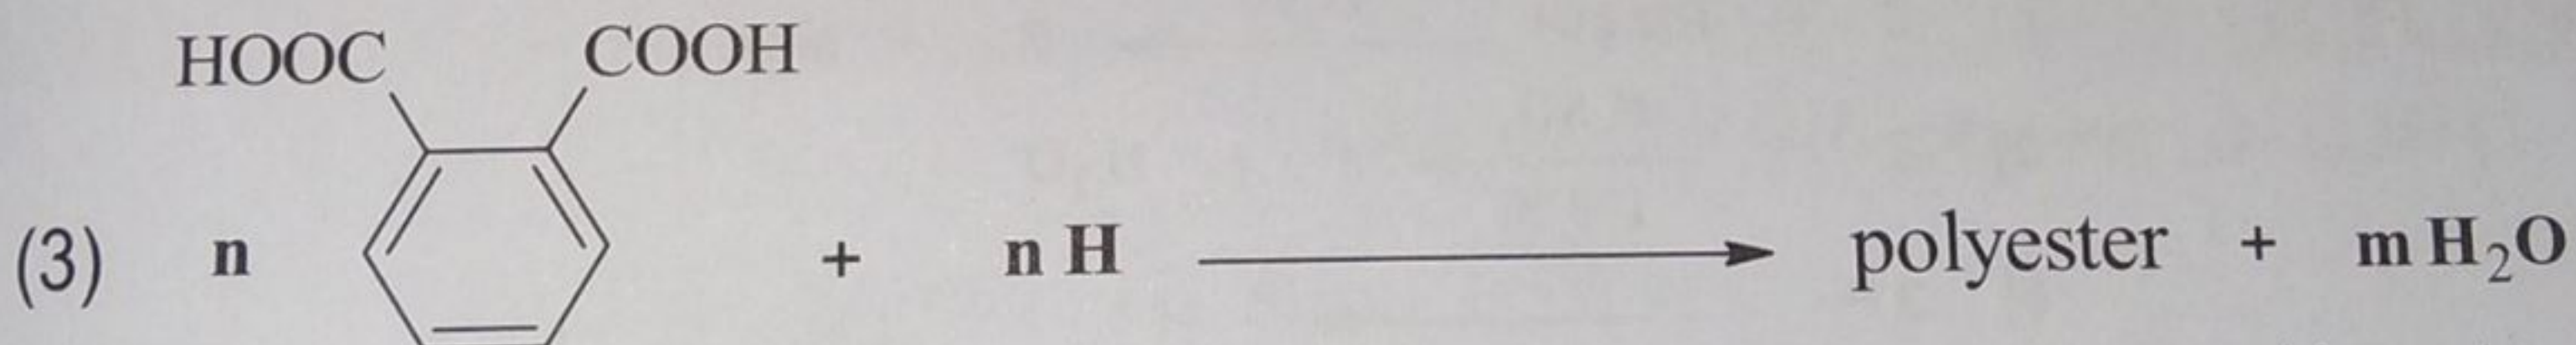 HOOC COOH
(3) n + n H polyester + m H₂O